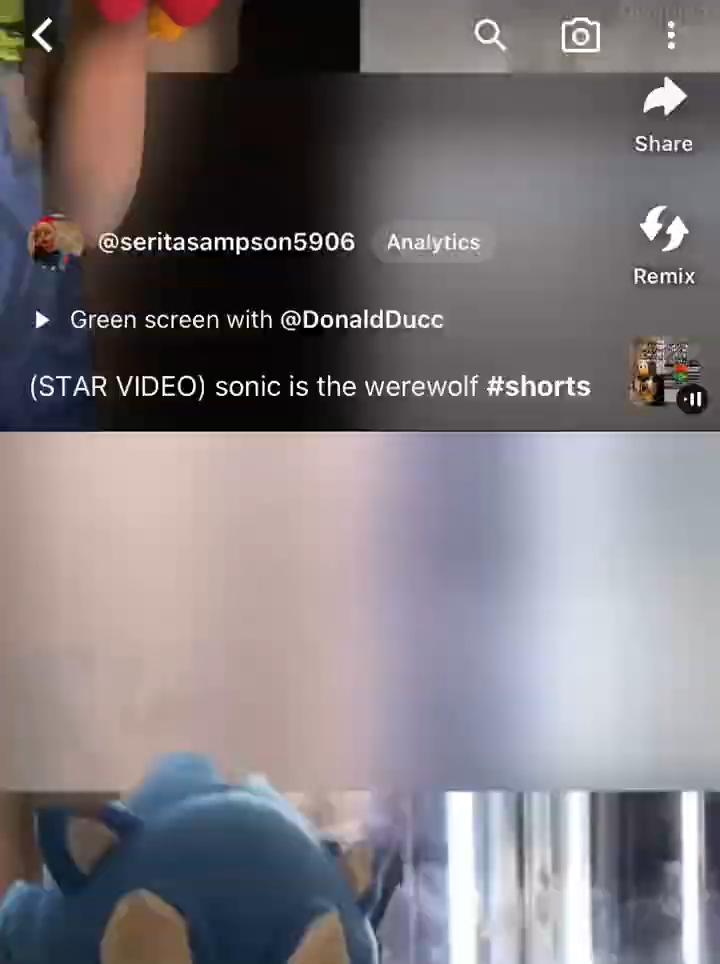 Share
@seritasampson5906 Analytics
Remix
Green screen with @DonaldDucc
(STAR VIDEO) sonic is the werewolf #shorts